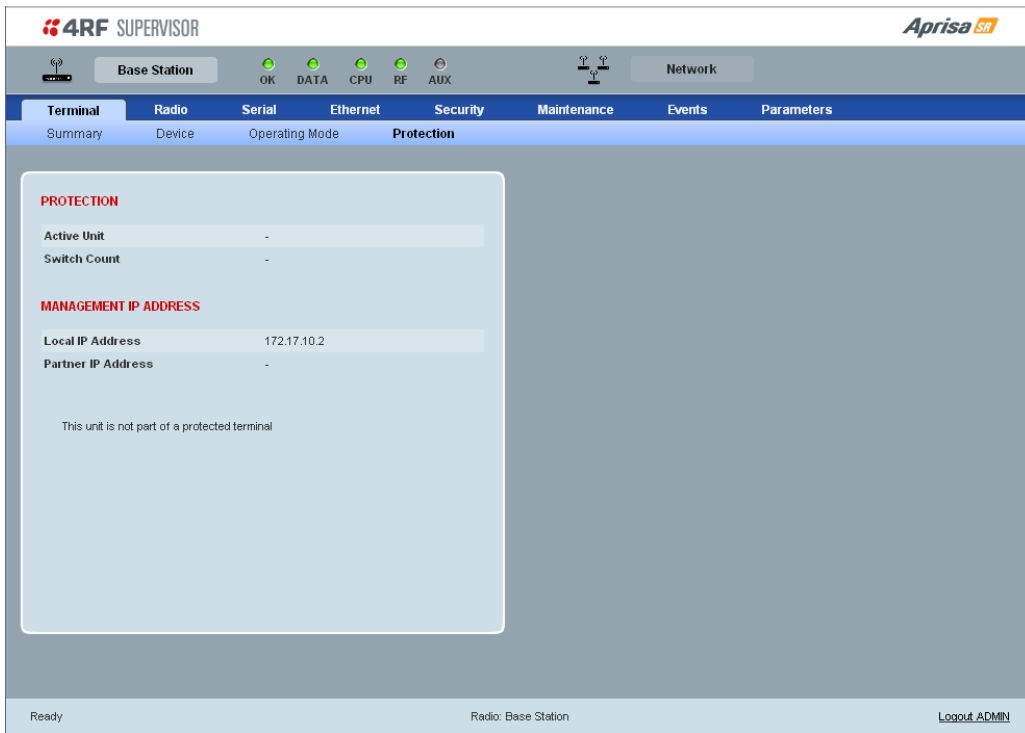 4RF SUPERVISOR
Aprisa SR
Base Station
OK DATA CPU RF AUX
Network
Terminal Radio Serial Ethernet Security Maintenance Events Parameters
Summary Device Operating Mode Protection
PROTECTION
Active Unit -
Switch Count -
MANAGEMENT IP ADDRESS
Local IP Address 172.17.10.2
Partner IP Address -
This unit is not part of a protected terminal
Ready Radio: Base Station Logout ADMIN